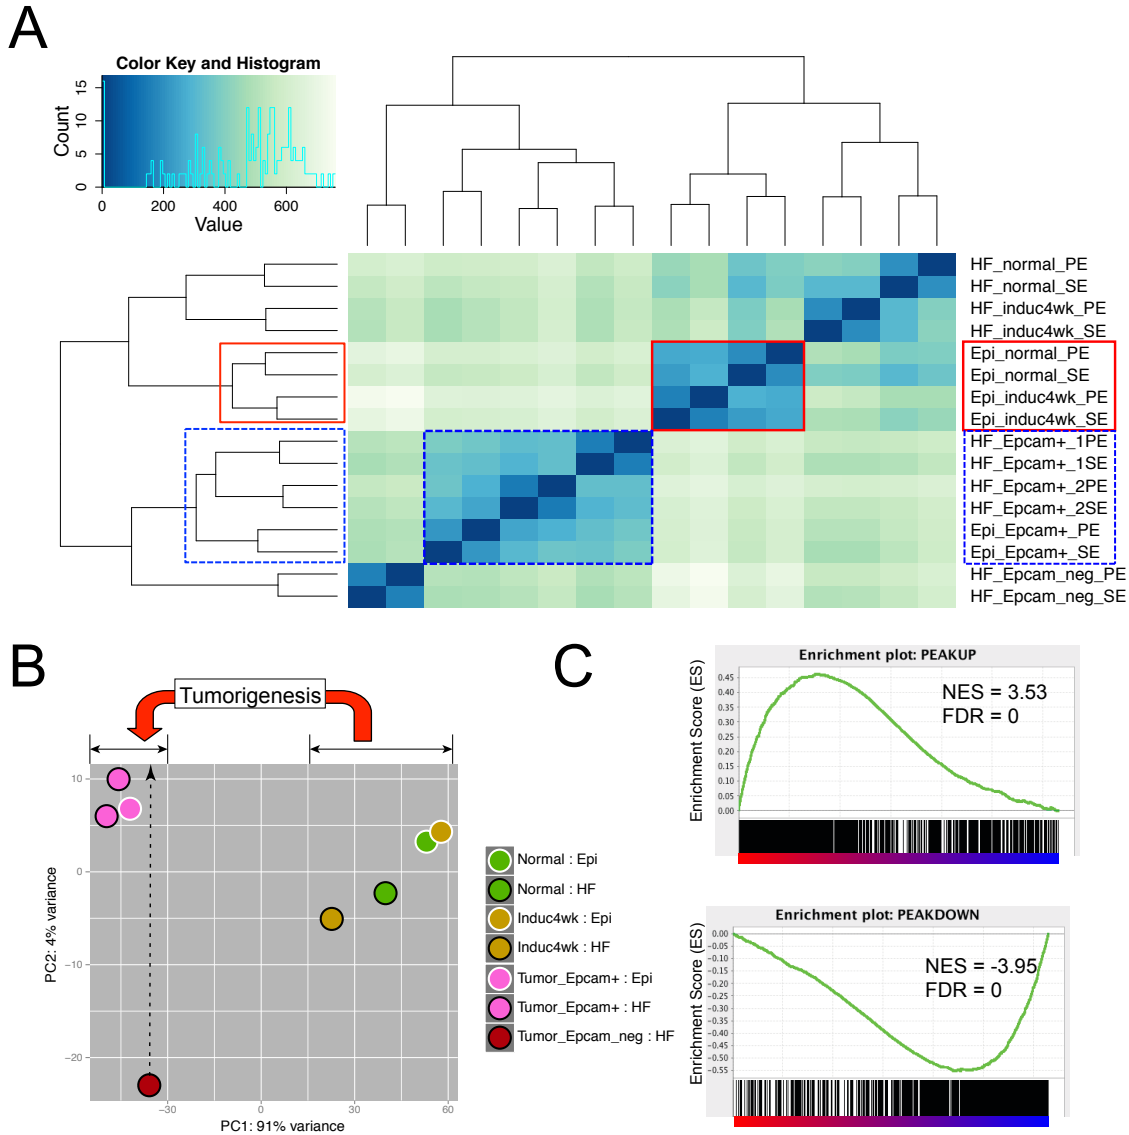 A
Color Key and Histogram
Count
15
10
5
0
0 200 400 600
Value
HF_normal_PE
HF_normal_SE
HF_induc4wk_PE
HF_induc4wk_SE
Epi_normal_PE
Epi_normal_SE
Epi_induc4wk_PE
Epi_induc4wk_SE
HF_Epcam+_1PE
HF_Epcam+_1SE
HF_Epcam+_2PE
HF_Epcam+_2SE
Epi_Epcam+_PE
Epi_Epcam+_SE
HF_Epcam_neg_PE
HF_Epcam_neg_SE
B
Tumorigenesis
PC2: 4% variance
10
0
−10
−20
−30 0 30 60
PC1: 91% variance
Normal : Epi
Normal : HF
Induc4wk : Epi
Induc4wk : HF
Tumor_Epcam+ : Epi
Tumor_Epcam+ : HF
Tumor_Epcam_neg : HF
C
Enrichment plot: PEAKUP
Enrichment Score (ES)
0.45
0.40
0.35
0.30
0.25
0.20
0.15
0.10
0.05
0.00
NES = 3.53
FDR = 0
Enrichment plot: PEAKDOWN
Enrichment Score (ES)
0.00
-0.05
-0.10
-0.15
-0.20
-0.25
-0.30
-0.35
-0.40
-0.45
-0.50
-0.55
NES = -3.95
FDR = 0